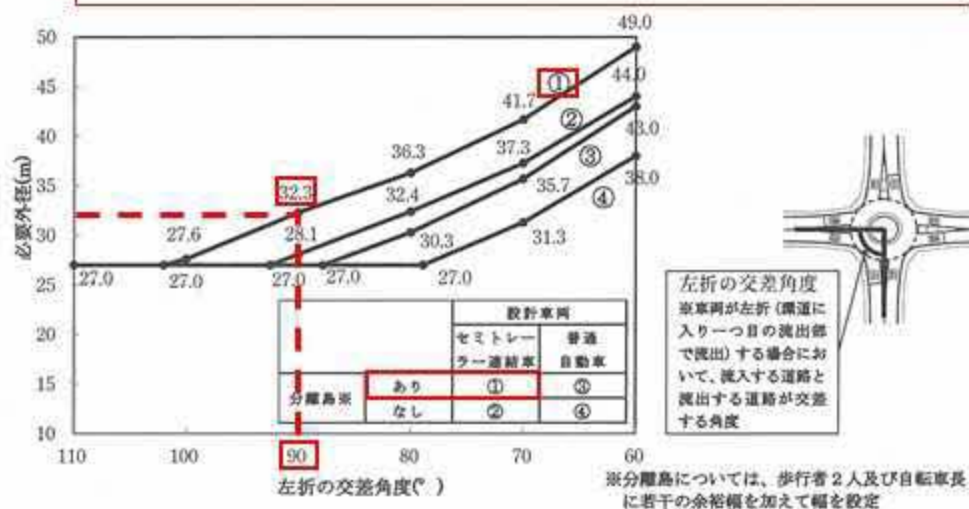 49.0
50
45
40
35
30
25
20
15
10
必要外径(m)
①
41.7
44.0
②
36.3
37.3
43.0
③
32.3
32.4
35.7
38.0
④
27.6
28.1
30.3
31.3
27.0
27.0
27.0
27.0
27.0
設計車両
セミトレー
ラー連結車
普通
自動車
分離島※
あり
①
③
なし
②
④
110
100
90
80
70
60
左折の交差角度(°)
左折の交差角度
※車両が左折(環道に
入り一つ目の流出部
で流出)する場合にお
いて、流入する道路と
流出する道路が交差
する角度
※分離島については、歩行者2人及び自転車長
に若干の余裕幅を加えて幅を設定